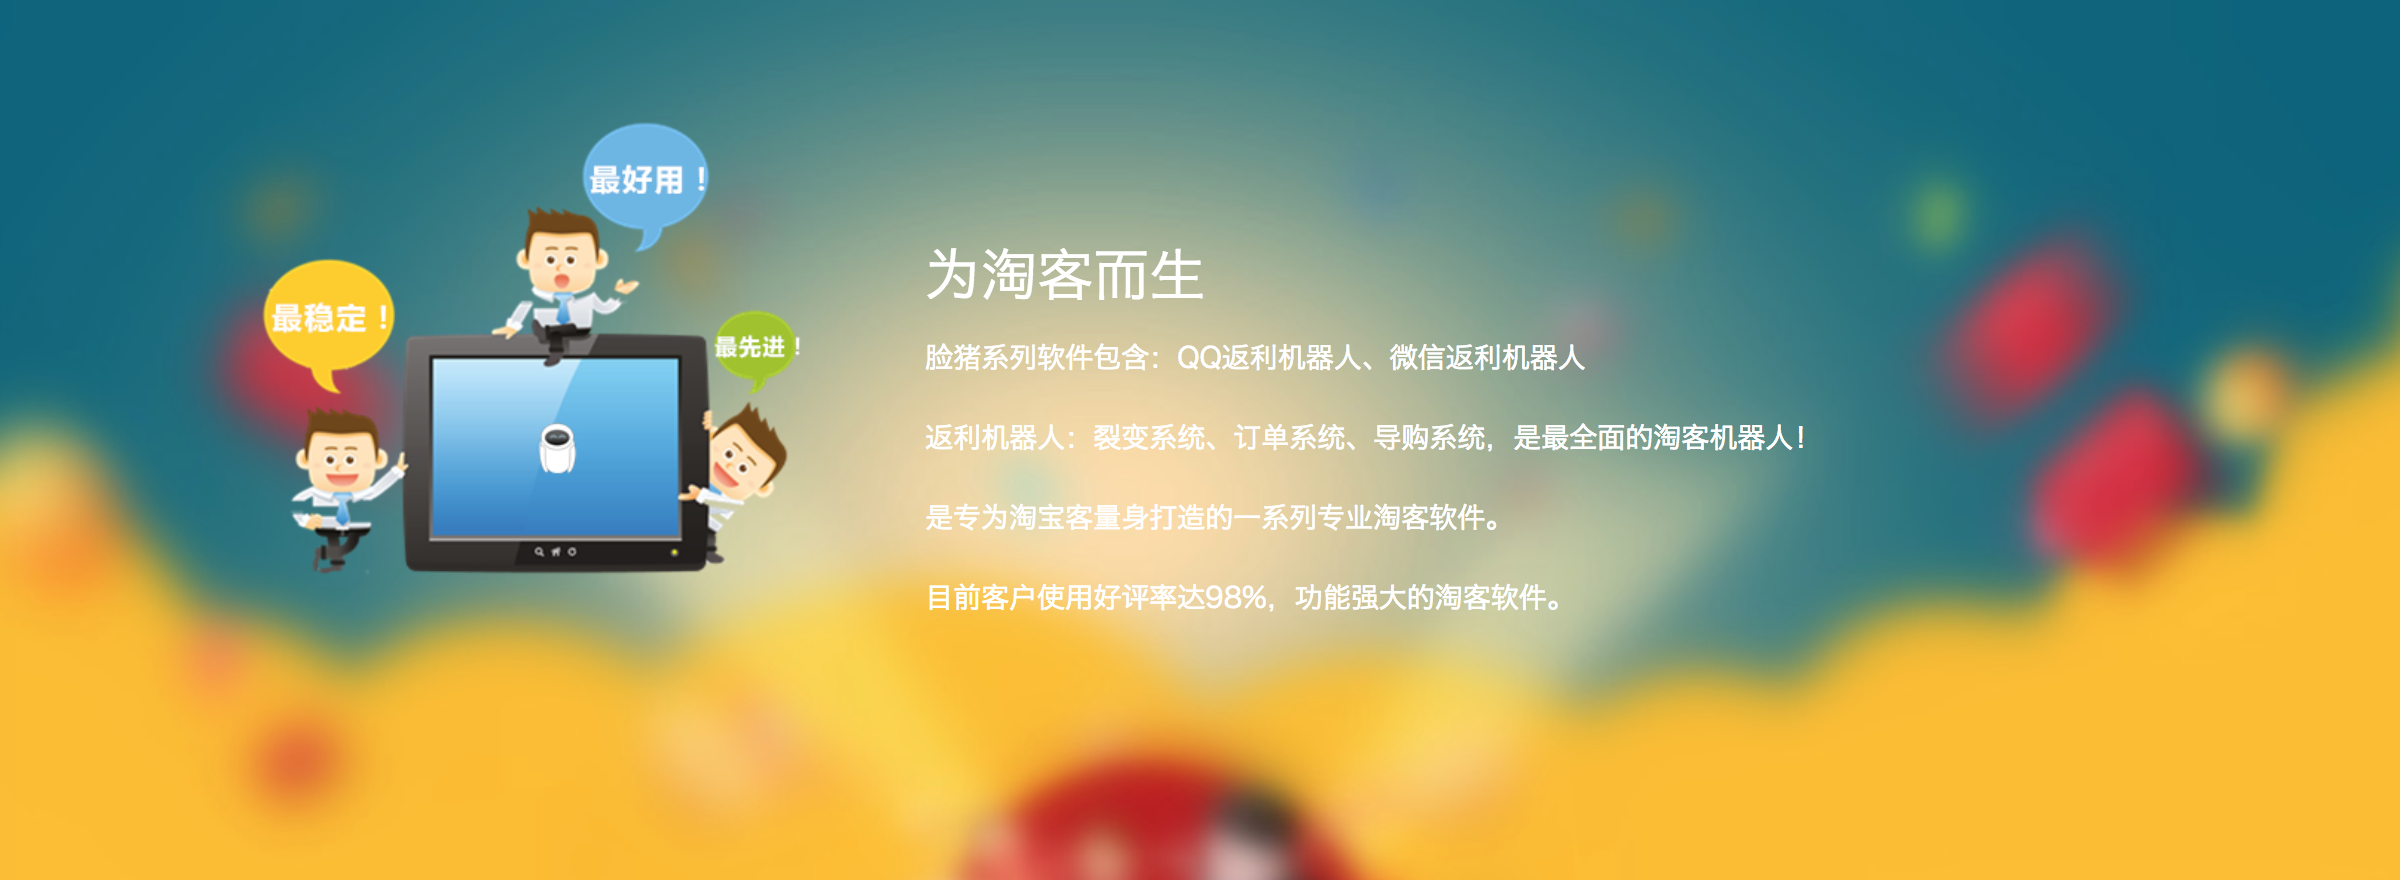 最好用！
最稳定！
最先进！
为淘客而生
脸猪系列软件包含：QQ返利机器人、微信返利机器人
返利机器人：裂变系统、订单系统、导购系统，是最全面的淘客机器人！
是专为淘宝客量身打造的一系列专业淘客软件。
目前客户使用好评率达98%，功能强大的淘客软件。